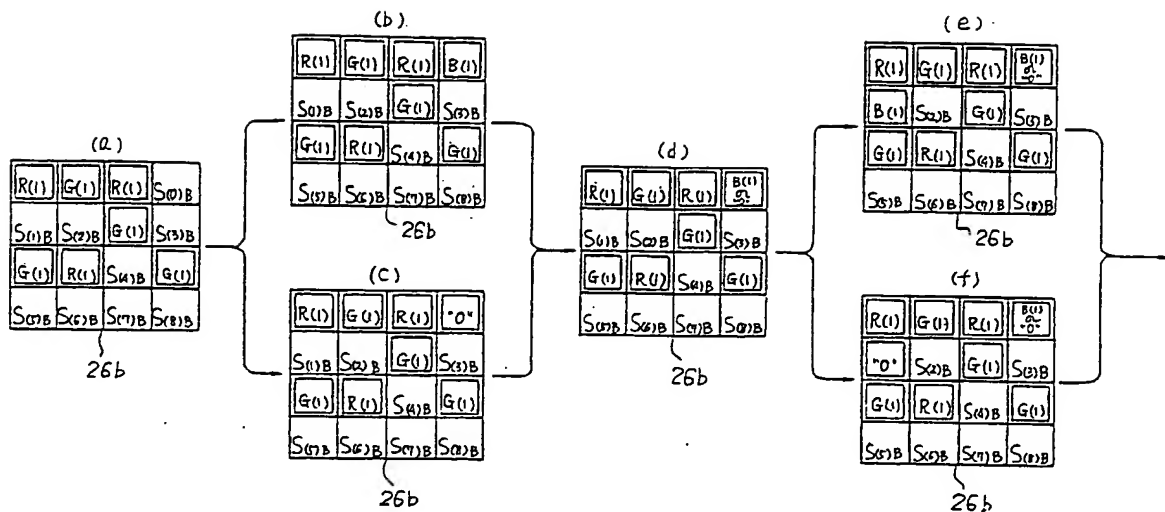 (a)
R(1) G(1) R(1) S(0)B
S(1)B S(2)B G(1) S(3)B
G(1) R(1) S(4)B G(1)
S(5)B S(6)B S(7)B S(8)B
26b
(b)
R(1) G(1) R(1) B(1)
S(1)B S(2)B G(1) S(3)B
G(1) R(1) S(4)B G(1)
S(5)B S(6)B S(7)B S(8)B
26b
(c)
R(1) G(1) R(1) "0"
S(1)B S(2)B G(1) S(3)B
G(1) R(1) S(4)B G(1)
S(5)B S(6)B S(7)B S(8)B
26b
(d)
R(1) G(1) R(1) B(1)
S(1)B S(2)B G(1) S(3)B
G(1) R(1) S(4)B G(1)
S(5)B S(6)B S(7)B S(8)B
26b
(e)
R(1) G(1) R(1) B(1) "0"
B(1) S(2)B G(1) S(3)B
G(1) R(1) S(4)B G(1)
S(5)B S(6)B S(7)B S(8)B
26b
(f)
R(1) G(1) R(1) B(1) "0"
"0" S(2)B G(1) S(3)B
G(1) R(1) S(4)B G(1)
S(5)B S(6)B S(7)B S(8)B
26b